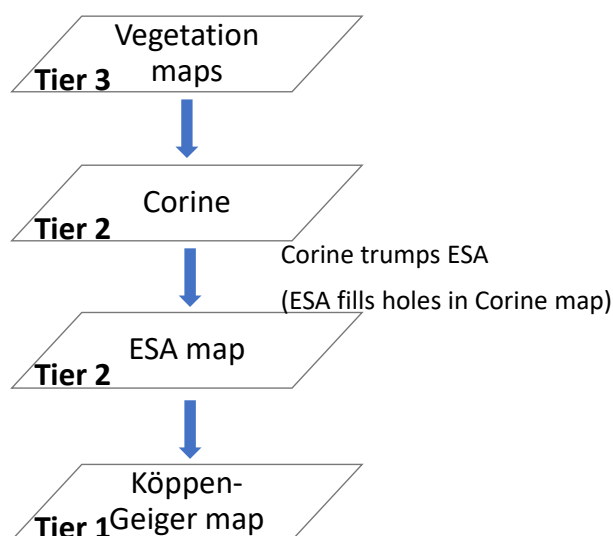 Vegetation
maps
Tier 3
Corine
Tier 2
Corine trumps ESA
(ESA fills holes in Corine map)
ESA map
Tier 2
Köppen-
Geiger map
Tier 1